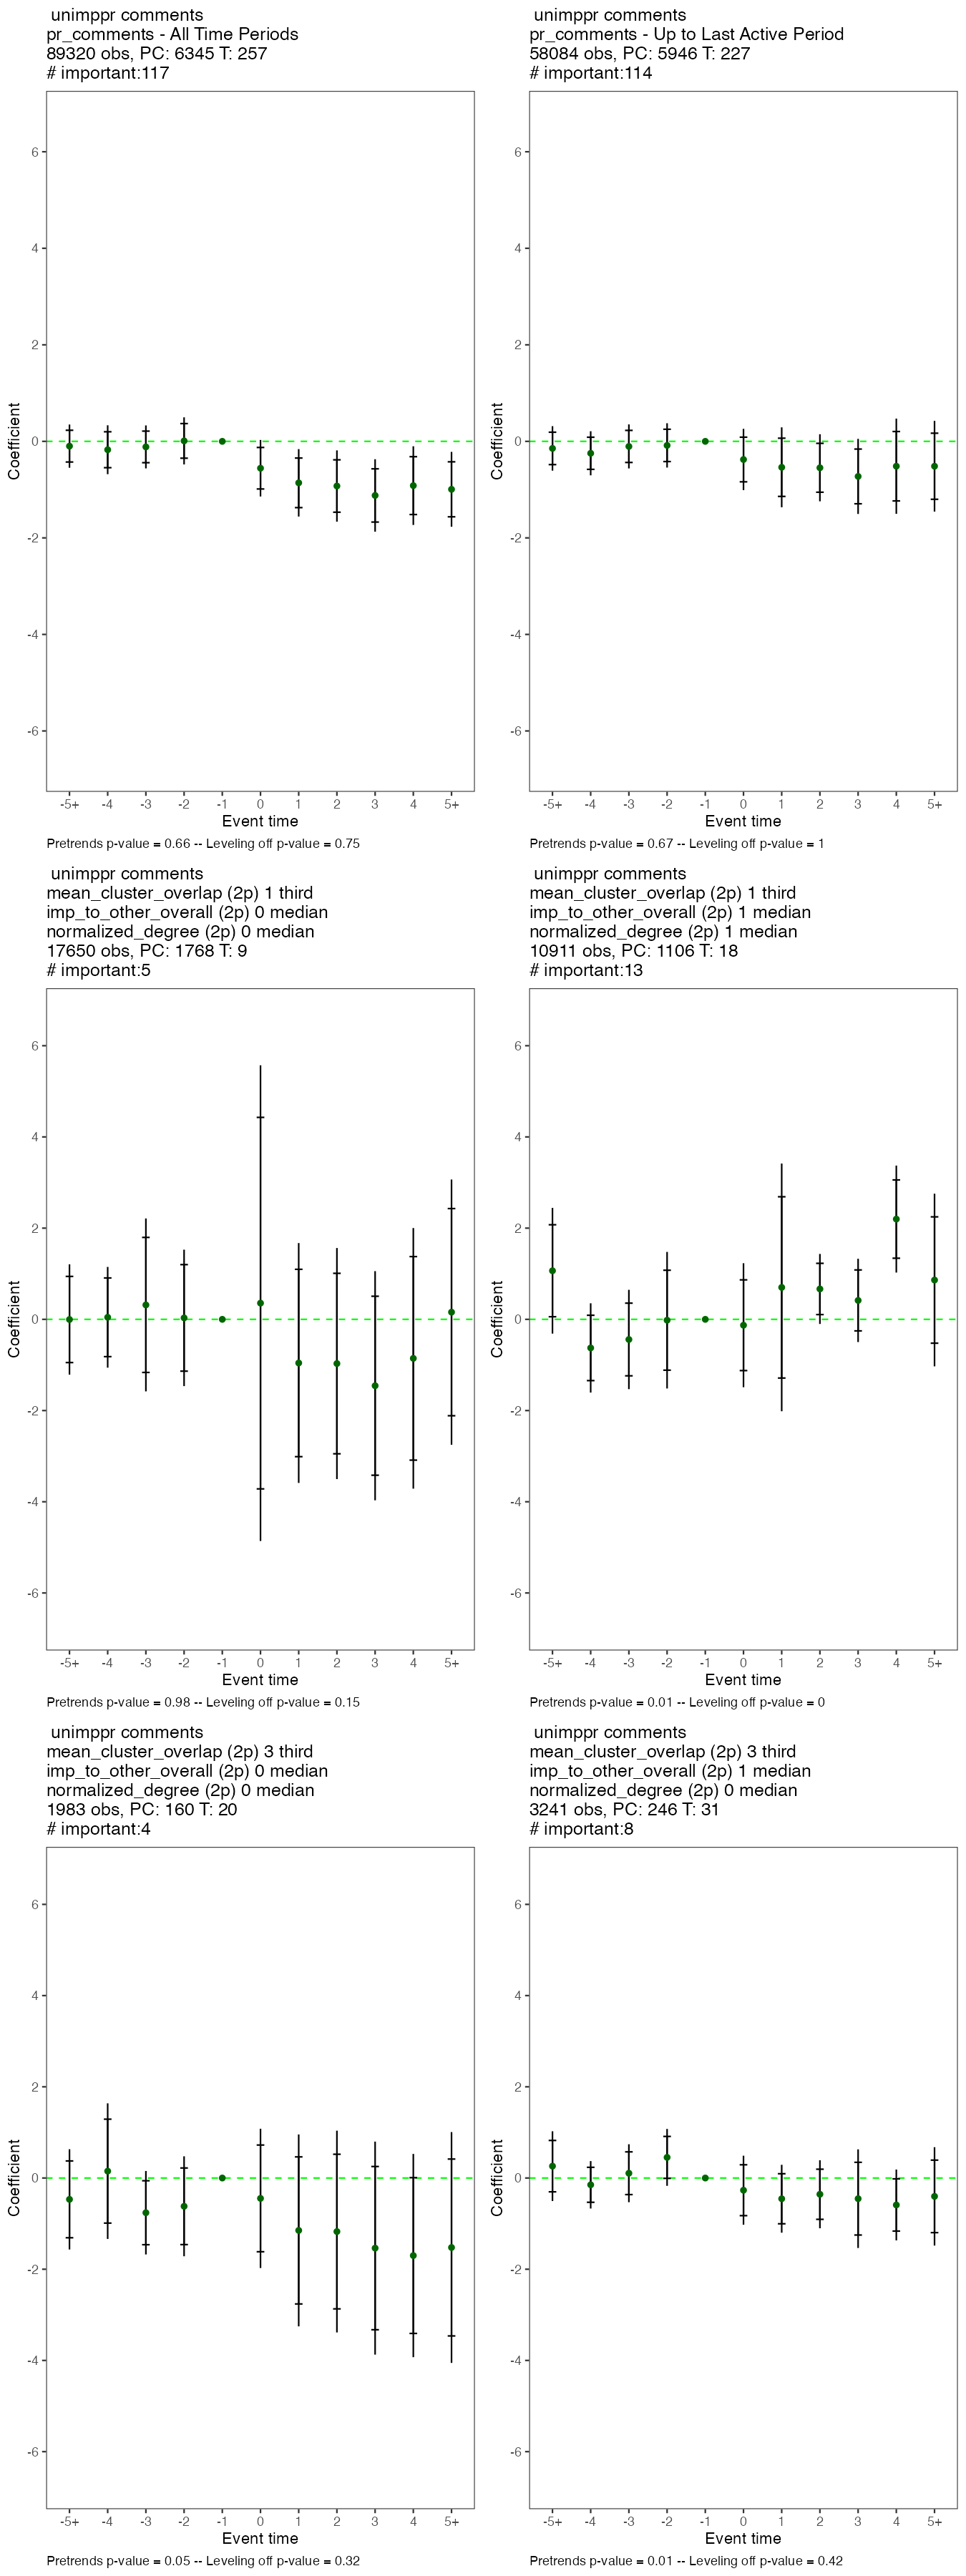 unimppr comments
pr_comments - All Time Periods
89320 obs, PC: 6345 T: 257
# important:117
6
4
2
0
-2
-4
-6
Coefficient
-5+ -4 -3 -2 -1 0 1 2 3 4 5+
Event time
Pretrends p-value = 0.66 -- Leveling off p-value = 0.75
unimppr comments
pr_comments - Up to Last Active Period
58084 obs, PC: 5946 T: 227
# important:114
6
4
2
0
-2
-4
-6
Coefficient
-5+ -4 -3 -2 -1 0 1 2 3 4 5+
Event time
Pretrends p-value = 0.67 -- Leveling off p-value = 1
unimppr comments
mean_cluster_overlap (2p) 1 third
imp_to_other_overall (2p) 0 median
normalized_degree (2p) 0 median
17650 obs, PC: 1768 T: 9
# important:5
6
4
2
0
-2
-4
-6
Coefficient
-5+ -4 -3 -2 -1 0 1 2 3 4 5+
Event time
Pretrends p-value = 0.98 -- Leveling off p-value = 0.15
unimppr comments
mean_cluster_overlap (2p) 1 third
imp_to_other_overall (2p) 1 median
normalized_degree (2p) 1 median
10911 obs, PC: 1106 T: 18
# important:13
6
4
2
0
-2
-4
-6
Coefficient
-5+ -4 -3 -2 -1 0 1 2 3 4 5+
Event time
Pretrends p-value = 0.01 -- Leveling off p-value = 0
unimppr comments
mean_cluster_overlap (2p) 3 third
imp_to_other_overall (2p) 0 median
normalized_degree (2p) 0 median
1983 obs, PC: 160 T: 20
# important:4
6
4
2
0
-2
-4
-6
Coefficient
-5+ -4 -3 -2 -1 0 1 2 3 4 5+
Event time
Pretrends p-value = 0.05 -- Leveling off p-value = 0.32
unimppr comments
mean_cluster_overlap (2p) 3 third
imp_to_other_overall (2p) 1 median
normalized_degree (2p) 0 median
3241 obs, PC: 246 T: 31
# important:8
6
4
2
0
-2
-4
-6
Coefficient
-5+ -4 -3 -2 -1 0 1 2 3 4 5+
Event time
Pretrends p-value = 0.01 -- Leveling off p-value = 0.42